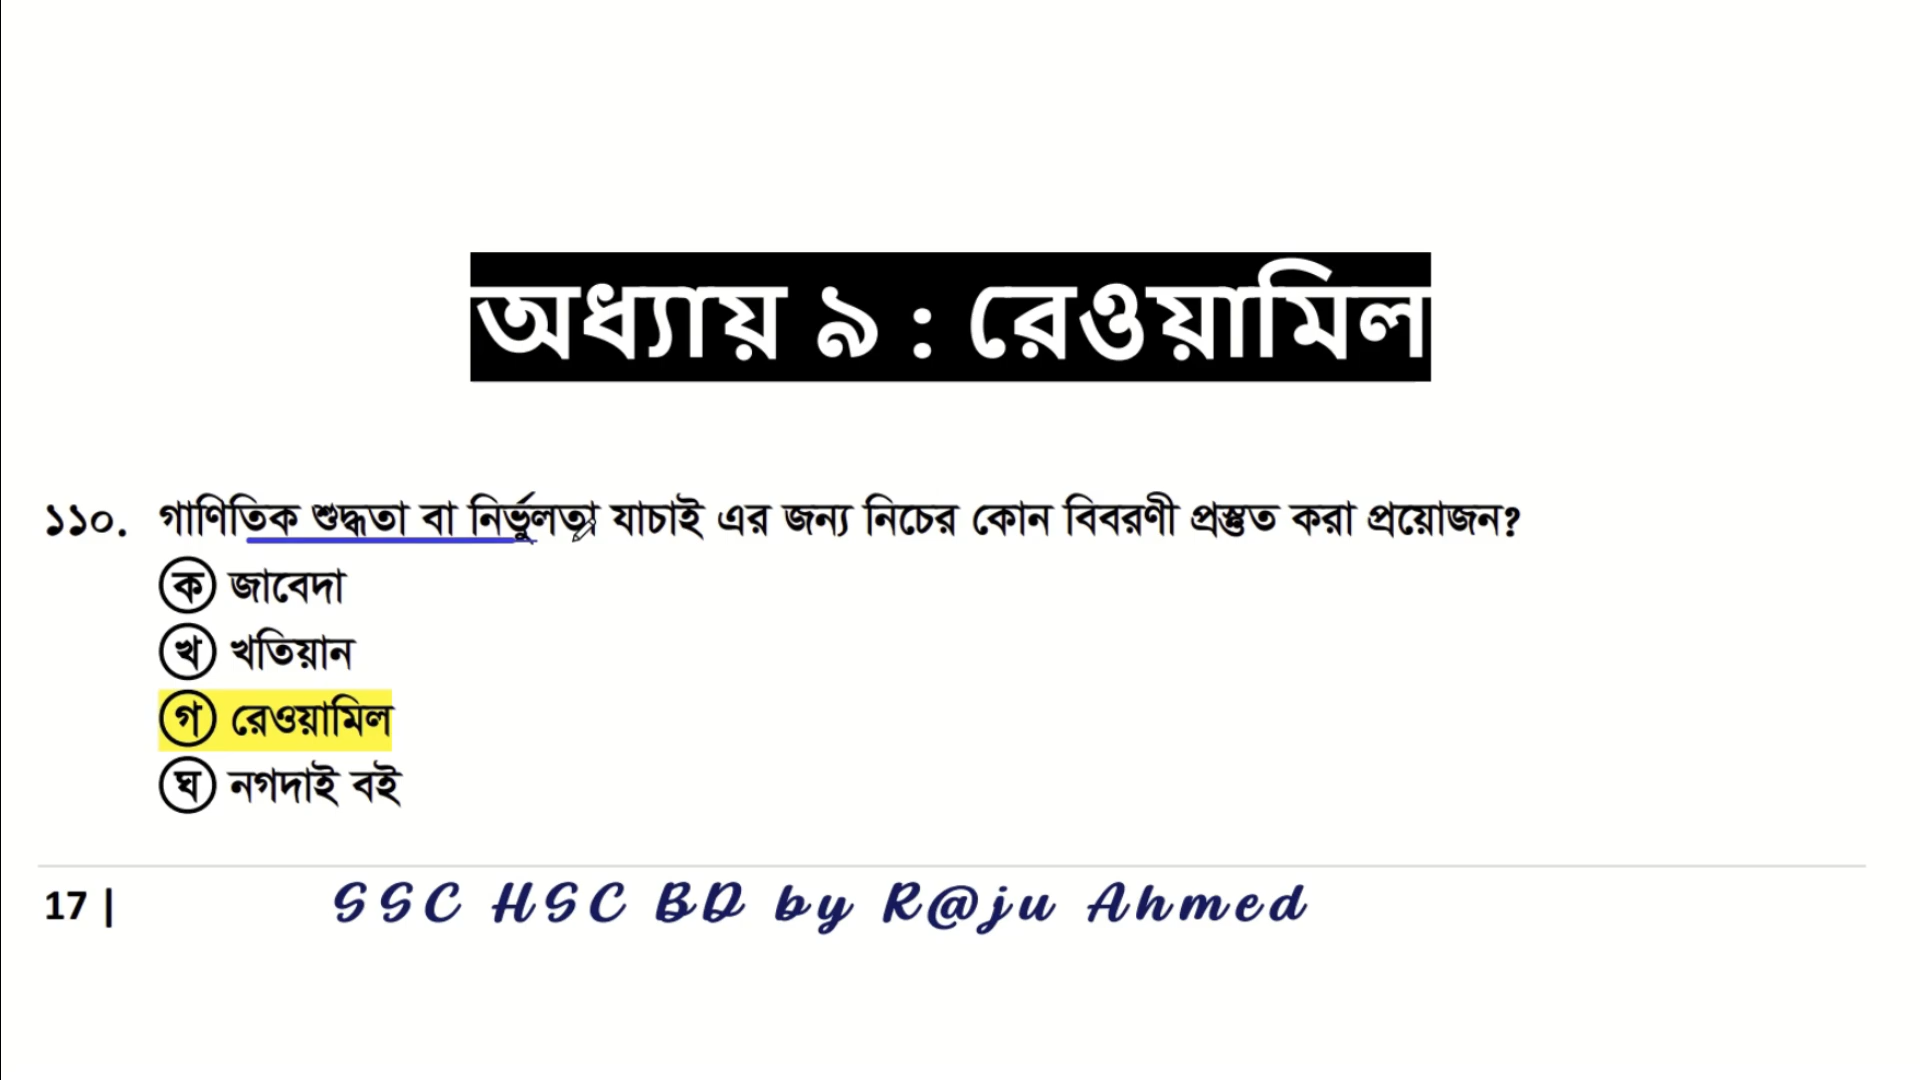 অধ্যায় ৯ : রেওয়ামিল
১১০. গাণিতিক শুদ্ধতা বা নির্ভুলতা যাচাই এর জন্য নিচের কোন বিবরণী প্রস্তুত করা প্রয়োজন?
ক জাবেদা
খ খতিয়ান
গ রেওয়ামিল
ঘ নগদাই বই
17 | SSC HSC BD by R@ju Ahmed